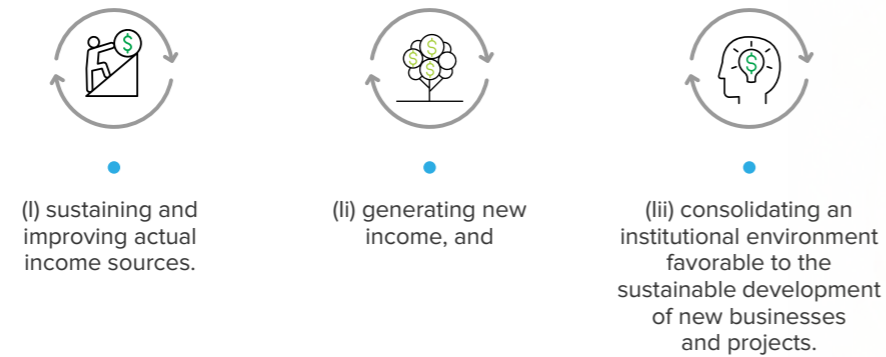 (I) sustaining and
improving actual
income sources.
(Ii) generating new
income, and
(Iii) consolidating an
institutional environment
favorable to the
sustainable development
of new businesses
and projects.